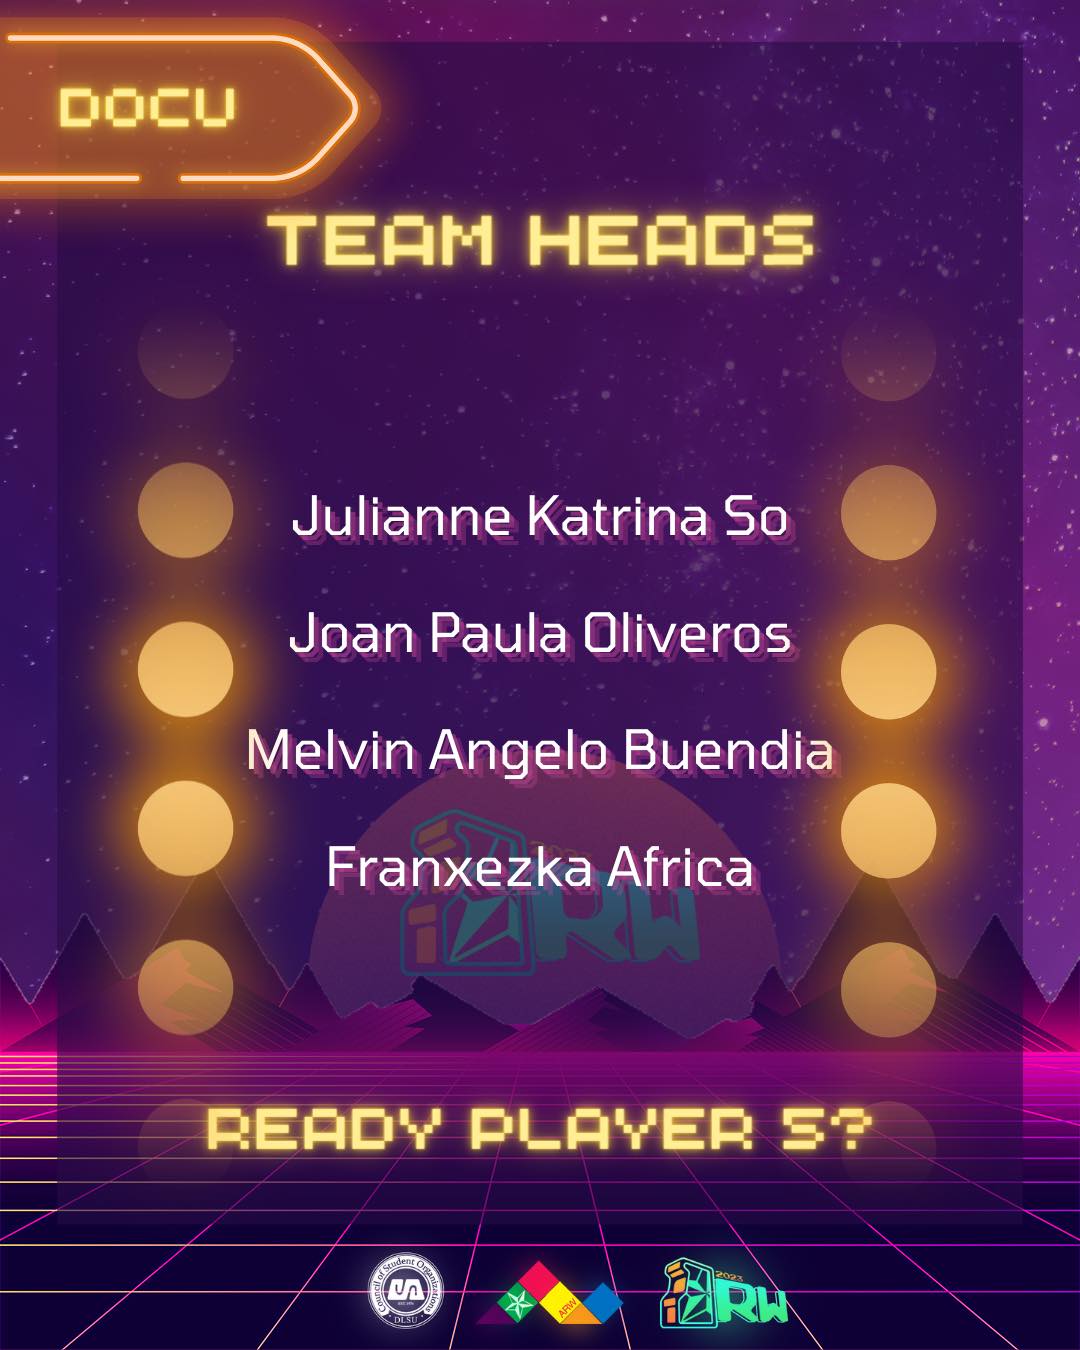 DOCU
TEAM HEADS
Julianne Katrina So
Joan Paula Oliveros
Melvin Angelo Buendia
Franxezka Africa
RW
READY PLAYER S?
Council of Student Organizations
DLSU
ARW
2023
RW